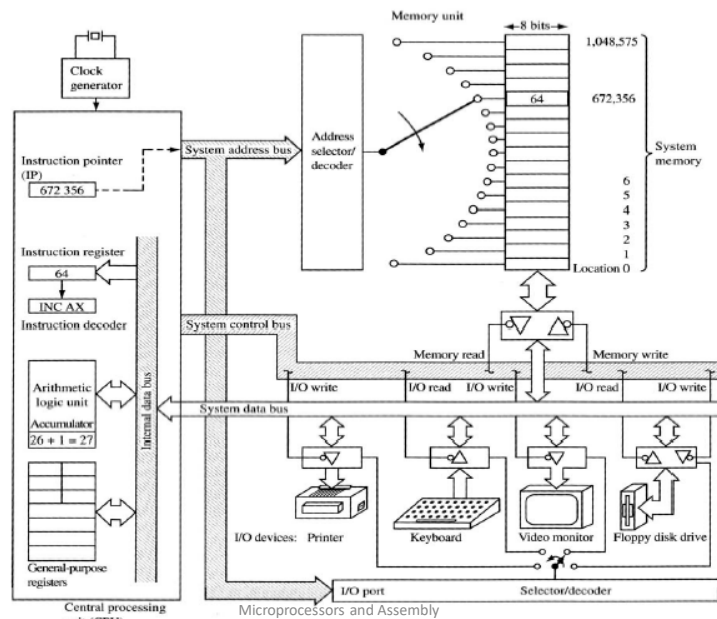 Memory unit
8 bits
1,048,575
Clock
generator
64
672,356
Address
selector/
decoder
System address bus
Instruction pointer
(IP)
672 356
System
memory
6
5
4
3
2
1
Location 0
Instruction register
64
INC AX
Instruction decoder
System control bus
Memory read
Memory write
I/O write
I/O read
I/O write
I/O read
I/O write
Arithmetic
logic unit
Accumulator
26 + 1 = 27
Internal data bus
System data bus
General-purpose
registers
I/O devices:
Printer
Keyboard
Video monitor
Floppy disk drive
I/O port
Selector/decoder
Central processing
Microprocessors and Assembly